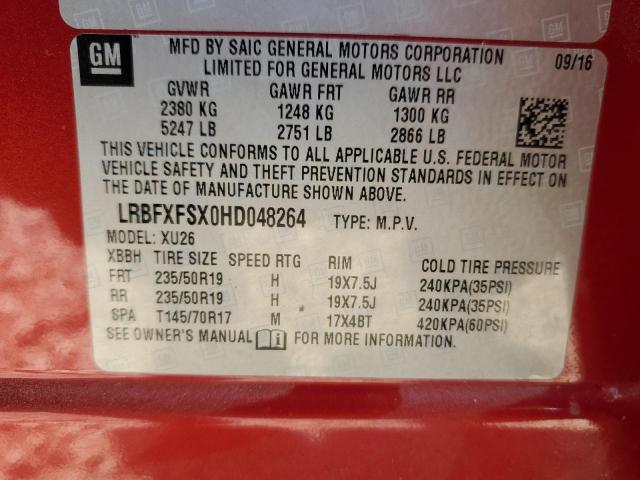 GM
MFD BY SAIC GENERAL MOTORS CORPORATION 09/16
LIMITED FOR GENERAL MOTORS LLC
GVWR GAWR FRT GAWR RR
2380 KG 1248 KG 1300 KG
5247 LB 2751 LB 2866 LB
THIS VEHICLE CONFORMS TO ALL APPLICABLE U.S. FEDERAL MOTOR
VEHICLE SAFETY AND THEFT PREVENTION STANDARDS IN EFFECT ON THE
DATE OF MANUFACTURE SHOWN ABOVE.
LRBFXFSX0HD048264 TYPE: M.P.V.
MODEL: XU26
XBBH TIRE SIZE SPEED RTG RIM COLD TIRE PRESSURE
FRT 235/50R19 H 19X7.5J 240KPA(35PSI)
RR 235/50R19 H 19X7.5J 240KPA(35PSI)
SPA T145/70R17 M 17X4BT 420KPA(60PSI)
SEE OWNER'S MANUAL FOR MORE INFORMATION.